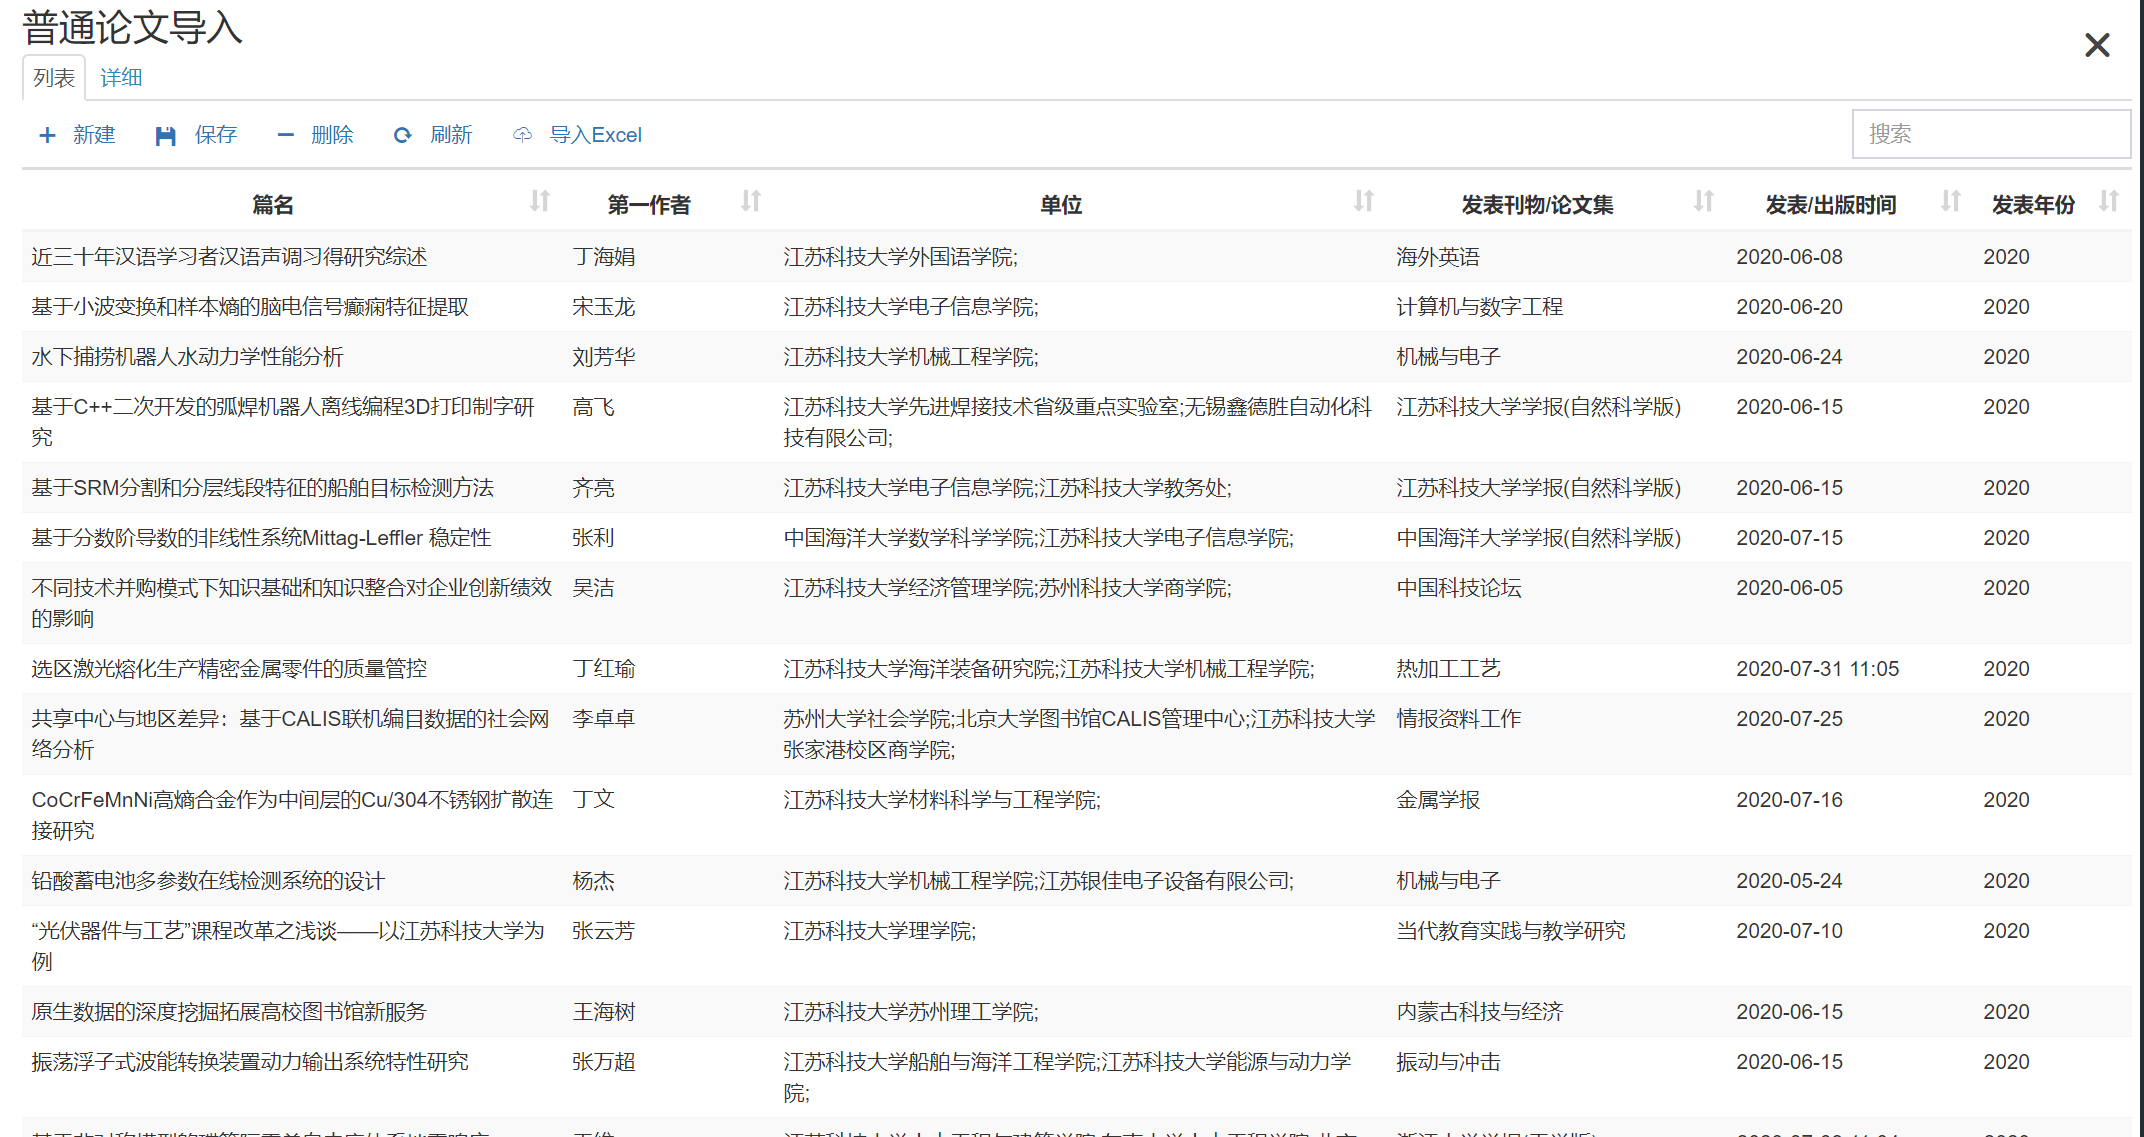 普通论文导入
列表 详细
新建 保存 删除 刷新 导入Excel 搜索
篇名 第一作者 单位 发表刊物/论文集 发表/出版时间 发表年份
近三十年汉语学习者汉语声调习得研究综述 丁海娟 江苏科技大学外国语学院; 海外英语 2020-06-08 2020
基于小波变换和样本熵的脑电信号癫痫特征提取 宋玉龙 江苏科技大学电子信息学院; 计算机与数字工程 2020-06-20 2020
水下捕捞机器人水动力学性能分析 刘芳华 江苏科技大学机械工程学院; 机械与电子 2020-06-24 2020
基于C++二次开发的弧焊机器人离线编程3D打印制字研 高飞 江苏科技大学先进焊接技术省级重点实验室;无锡鑫德胜自动化科 江苏科技大学学报(自然科学版) 2020-06-15 2020
究 技有限公司;
基于SRM分割和分层线段特征的船舶目标检测方法 齐亮 江苏科技大学电子信息学院;江苏科技大学教务处; 江苏科技大学学报(自然科学版) 2020-06-15 2020
基于分数阶导数的非线性系统Mittag-Leffler 稳定性 张利 中国海洋大学数学科学学院;江苏科技大学电子信息学院; 中国海洋大学学报(自然科学版) 2020-07-15 2020
不同技术并购模式下知识基础和知识整合对企业创新绩效 吴洁 江苏科技大学经济管理学院;苏州科技大学商学院; 中国科技论坛 2020-06-05 2020
的影响
选区激光熔化生产精密金属零件的质量管控 丁红瑜 江苏科技大学海洋装备研究院;江苏科技大学机械工程学院; 热加工工艺 2020-07-31 11:05 2020
共享中心与地区差异：基于CALIS联机编目数据的社会网 李卓卓 苏州大学社会学院;北京大学图书馆CALIS管理中心;江苏科技大学 情报资料工作 2020-07-25 2020
络分析 张家港校区商学院;
CoCrFeMnNi高熵合金作为中间层的Cu/304不锈钢扩散连 丁文 江苏科技大学材料科学与工程学院; 金属学报 2020-07-16 2020
接研究
铅酸蓄电池多参数在线检测系统的设计 杨杰 江苏科技大学机械工程学院;江苏银佳电子设备有限公司; 机械与电子 2020-05-24 2020
“光伏器件与工艺”课程改革之浅谈——以江苏科技大学为 张云芳 江苏科技大学理学院; 当代教育实践与教学研究 2020-07-10 2020
例
原生数据的深度挖掘拓展高校图书馆新服务 王海树 江苏科技大学苏州理工学院; 内蒙古科技与经济 2020-06-15 2020
振荡浮子式波能转换装置动力输出系统特性研究 张万超 江苏科技大学船舶与海洋工程学院;江苏科技大学能源与动力学 振动与冲击 2020-06-15 2020
院;